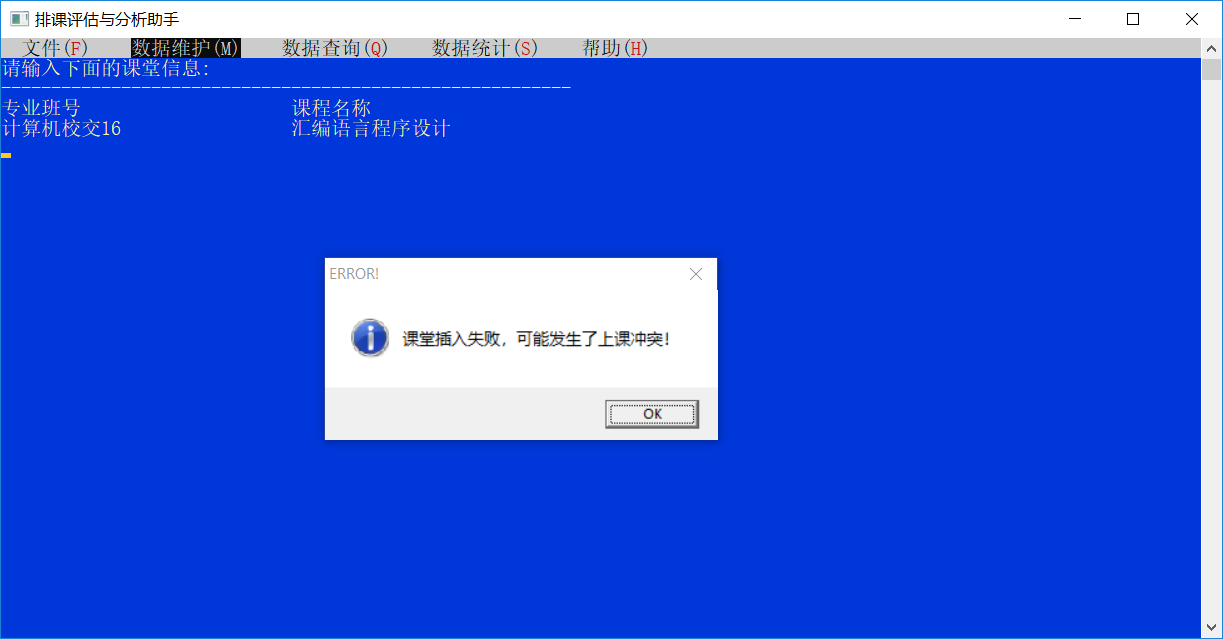 排课评估与分析助手
文件(F) 数据维护(M) 数据查询(Q) 数据统计(S) 帮助(H)
请输入下面的课堂信息:
----------------------------------------------------------
专业班号 课程名称
计算机校交16 汇编语言程序设计
ERROR!
课堂插入失败，可能发生了上课冲突！
OK